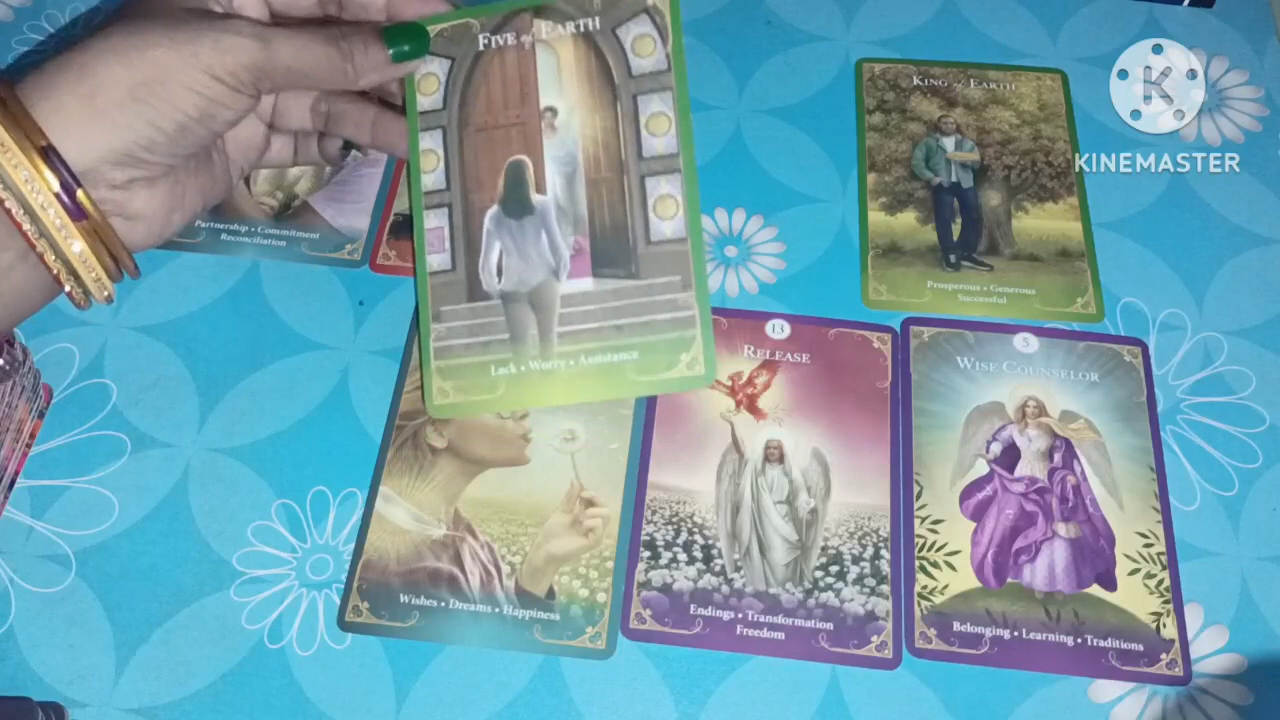 FIVE of EARTH
Lack • Worry • Assistance
KING of EARTH
Prosperous • Generous
Successful
K
KINEMASTER
Partnership • Commitment
Reconciliation
Wishes • Dreams • Happiness
13
RELEASE
Endings • Transformation
Freedom
5
WISE COUNSELOR
Belonging • Learning • Traditions